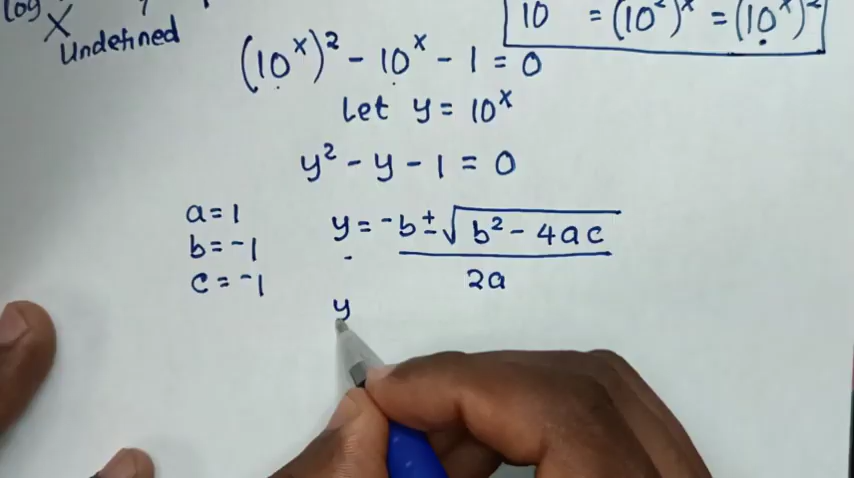 log x
Undefined
10 = (10²)ˣ = (10ˣ)²
(10ˣ)² - 10ˣ - 1 = 0
Let y = 10ˣ
y² - y - 1 = 0
a = 1
b = -1
c = -1
y = -b ± √(b² - 4ac) / 2a
y